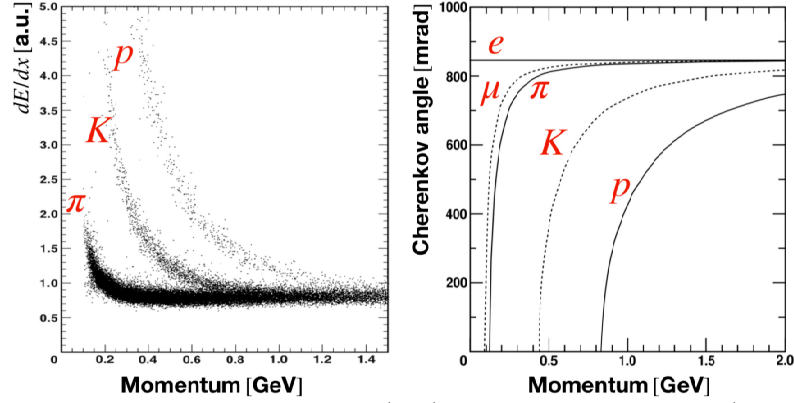 dE/dx [a.u.]
5.0
4.5
4.0
3.5
3.0
2.5
2.0
1.5
1.0
0.5
p
K
π
0 0.2 0.4 0.6 0.8 1.0 1.2 1.4
Momentum [GeV]
Cherenkov angle [mrad]
1000
800
600
400
200
0
e
μ π
K
p
0 0.5 1.0 1.5 2.0
Momentum [GeV]